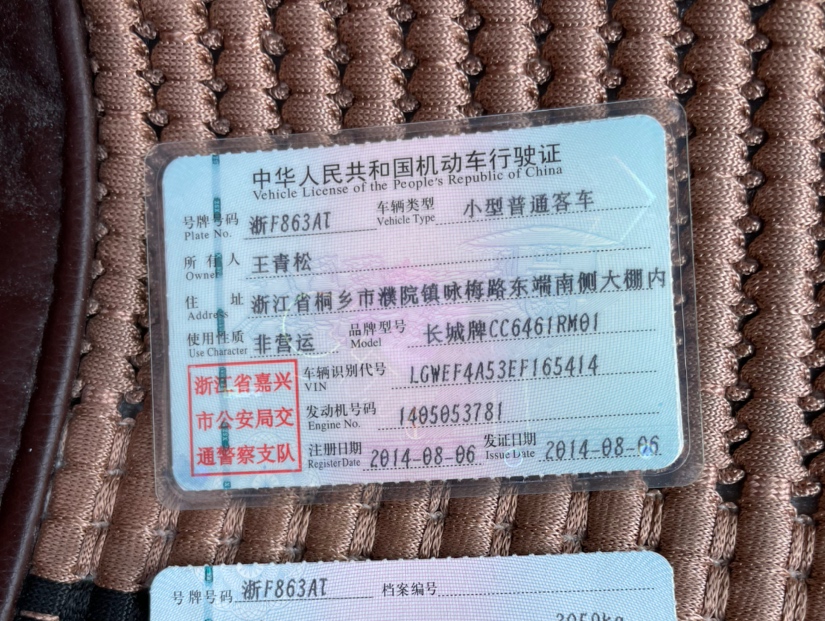 中华人民共和国机动车行驶证
Vehicle License of the People's Republic of China
号牌号码 浙F863AT 车辆类型 小型普通客车
Plate No. Vehicle Type
所有人 王青松
Owner
住址 浙江省桐乡市濮院镇咏梅路东端南侧大棚内
Address
使用性质 非营运 品牌型号 长城牌CC6461RM01
Use Character Model
浙江省嘉兴
市公安局交
通警察支队
车辆识别代号 LGWEF4A53EF165414
VIN
发动机号码 1405053781
Engine No.
注册日期 2014-08-06 发证日期 2014-08-06
Register Date Issue Date
号牌号码 浙F863AT 档案编号